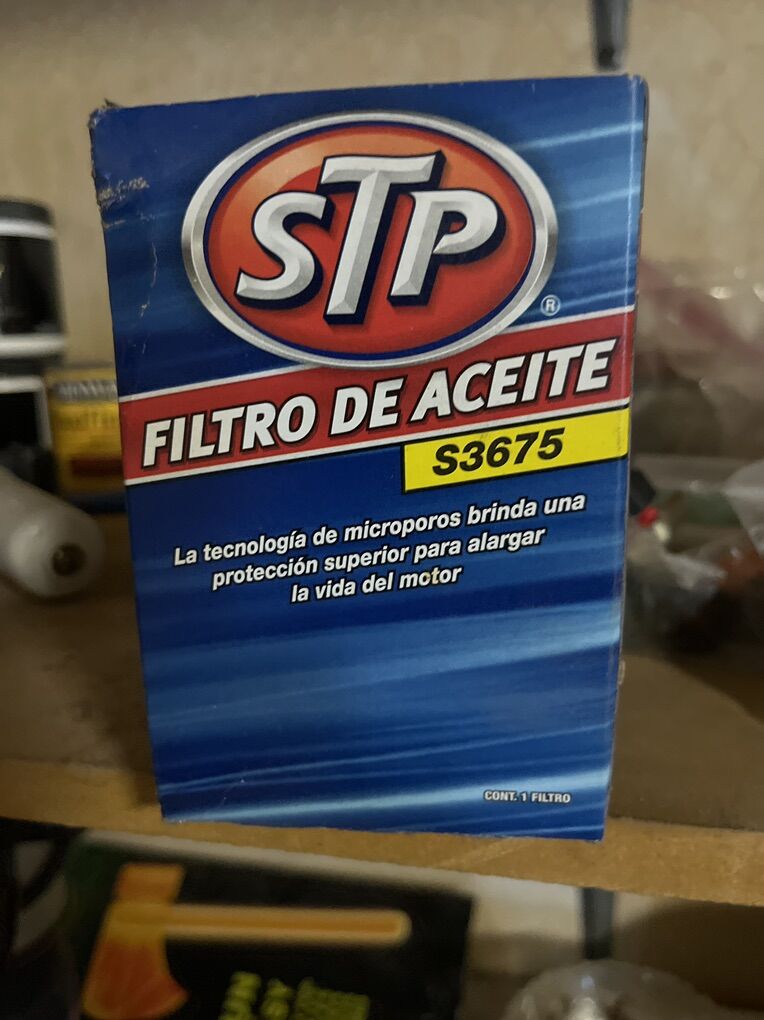 STP
®
FILTRO DE ACEITE
S3675
La tecnología de microporos brinda una
protección superior para alargar
la vida del motor
CONT. 1 FILTRO